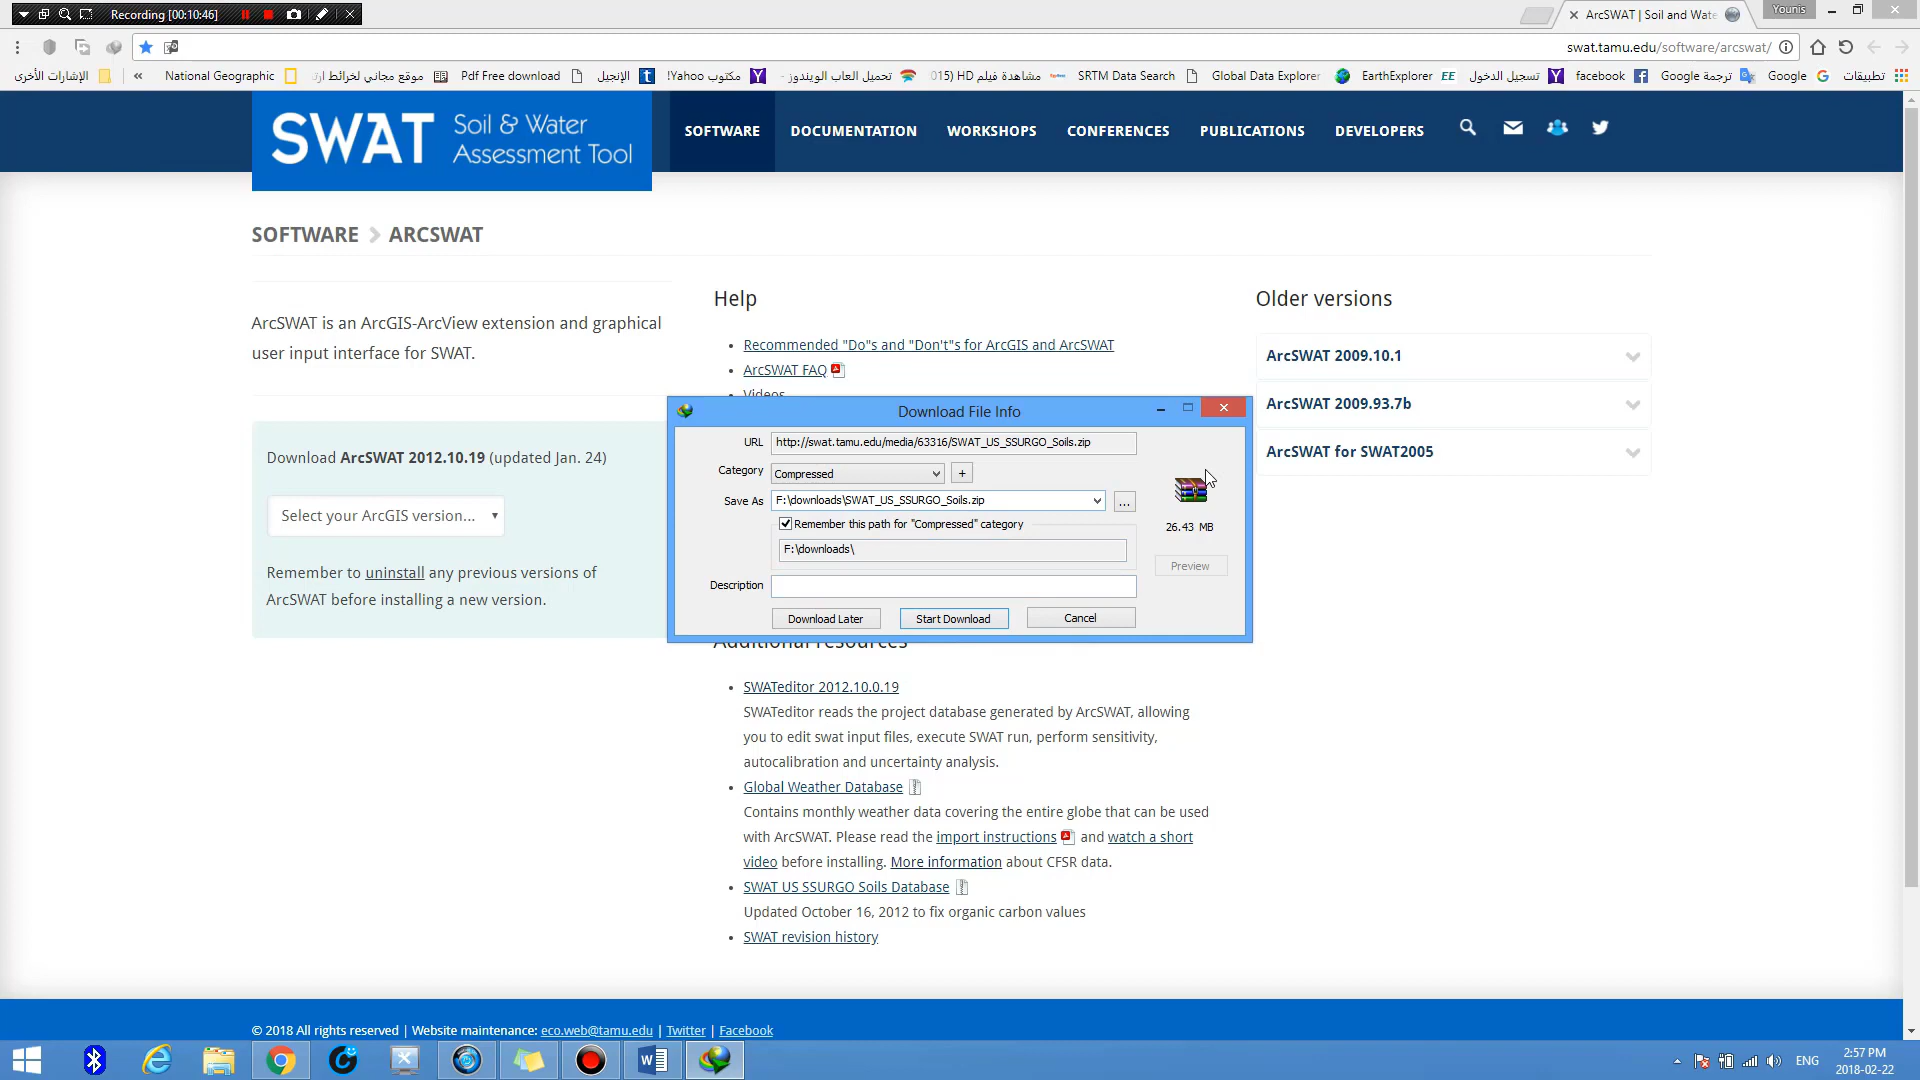 Recording [00:10:46]
ArcSWAT | Soil and Wate
Younis
swat.tamu.edu/software/arcswat/
الإشارات الأخرى
«
National Geographic
موقع مجاني لخرائط ارز
Pdf Free download
الإنجيل
مكتوب Yahoo!
تحميل العاب الويندوز -
مشاهدة فيلم HD (015
SRTM Data Search
Global Data Explorer
EarthExplorer
تسجيل الدخول
facebook
ترجمة Google
Google
تطبيقات
SWAT Soil & Water
Assessment Tool
SOFTWARE
DOCUMENTATION
WORKSHOPS
CONFERENCES
PUBLICATIONS
DEVELOPERS
SOFTWARE > ARCSWAT
ArcSWAT is an ArcGIS-ArcView extension and graphical
user input interface for SWAT.
Download ArcSWAT 2012.10.19 (updated Jan. 24)
Select your ArcGIS version...
Remember to uninstall any previous versions of
ArcSWAT before installing a new version.
Help
Recommended "Do"s and "Don't"s for ArcGIS and ArcSWAT
ArcSWAT FAQ
Videos
Older versions
ArcSWAT 2009.10.1
ArcSWAT 2009.93.7b
ArcSWAT for SWAT2005
Download File Info
URL
http://swat.tamu.edu/media/63316/SWAT_US_SSURGO_Soils.zip
Category
Compressed
+
Save As
F:\downloads\SWAT_US_SSURGO_Soils.zip
...
Remember this path for "Compressed" category
F:\downloads\
26.43 MB
Preview
Description
Download Later
Start Download
Cancel
Additional resources
SWATeditor 2012.10.0.19
SWATeditor reads the project database generated by ArcSWAT, allowing
you to edit swat input files, execute SWAT run, perform sensitivity,
autocalibration and uncertainty analysis.
Global Weather Database
Contains monthly weather data covering the entire globe that can be used
with ArcSWAT. Please read the import instructions and watch a short
video before installing. More information about CFSR data.
SWAT US SSURGO Soils Database
Updated October 16, 2012 to fix organic carbon values
SWAT revision history
© 2018 All rights reserved | Website maintenance: eco.web@tamu.edu | Twitter | Facebook
ENG
2:57 PM
2018-02-22